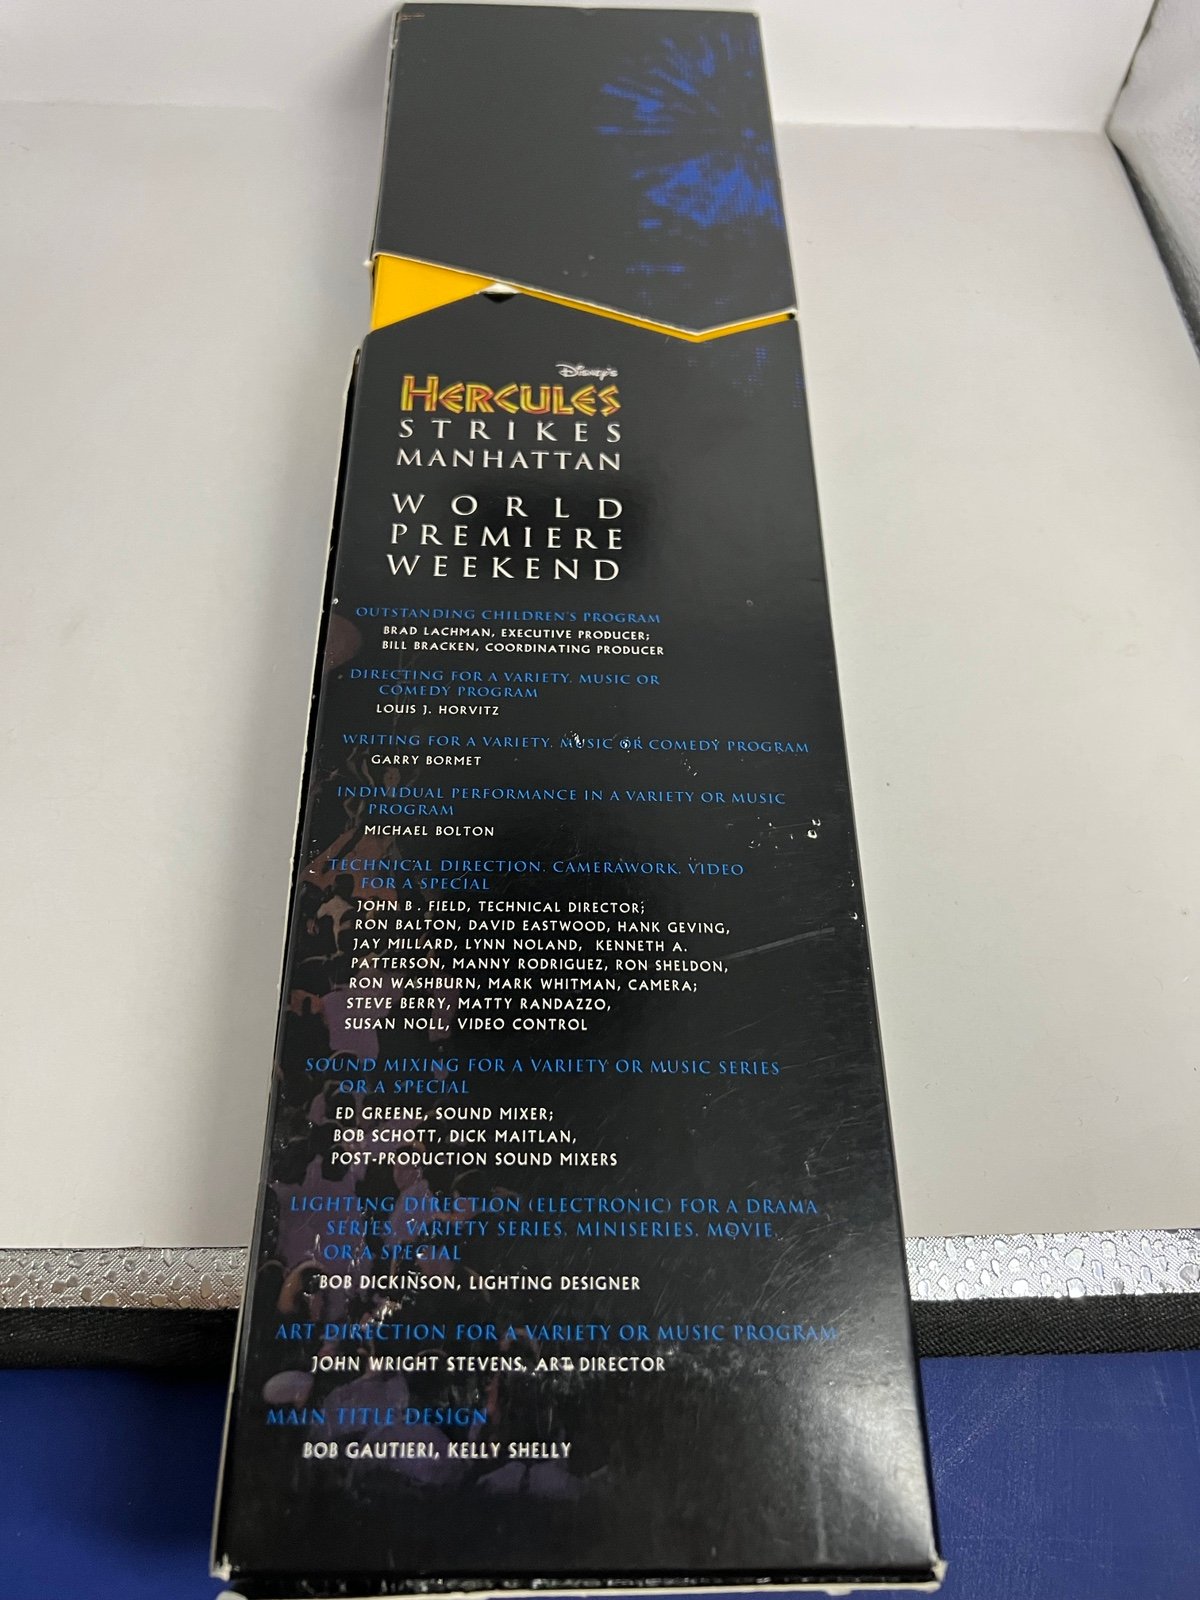 Disney's
HERCULES
STRIKES
MANHATTAN
WORLD
PREMIERE
WEEKEND
OUTSTANDING CHILDREN'S PROGRAM
BRAD LACHMAN, EXECUTIVE PRODUCER;
BILL BRACKEN, COORDINATING PRODUCER
DIRECTING FOR A VARIETY, MUSIC OR
COMEDY PROGRAM
LOUIS J. HORVITZ
WRITING FOR A VARIETY, MUSIC OR COMEDY PROGRAM
GARRY BORMET
INDIVIDUAL PERFORMANCE IN A VARIETY OR MUSIC
PROGRAM
MICHAEL BOLTON
TECHNICAL DIRECTION, CAMERAWORK, VIDEO
FOR A SPECIAL
JOHN B. FIELD, TECHNICAL DIRECTOR;
RON BALTON, DAVID EASTWOOD, HANK GEVING,
JAY MILLARD, LYNN NOLAND, KENNETH A.
PATTERSON, MANNY RODRIGUEZ, RON SHELDON,
RON WASHBURN, MARK WHITMAN, CAMERA;
STEVE BERRY, MATTY RANDAZZO,
SUSAN NOLL, VIDEO CONTROL
SOUND MIXING FOR A VARIETY OR MUSIC SERIES
OR A SPECIAL
ED GREENE, SOUND MIXER;
BOB SCHOTT, DICK MAITLAN,
POST-PRODUCTION SOUND MIXERS
LIGHTING DIRECTION (ELECTRONIC) FOR A DRAMA
SERIES, VARIETY SERIES, MINISERIES, MOVIE
OR A SPECIAL
BOB DICKINSON, LIGHTING DESIGNER
ART DIRECTION FOR A VARIETY OR MUSIC PROGRAM
JOHN WRIGHT STEVENS, ART DIRECTOR
MAIN TITLE DESIGN
BOB GAUTIERI, KELLY SHELLY